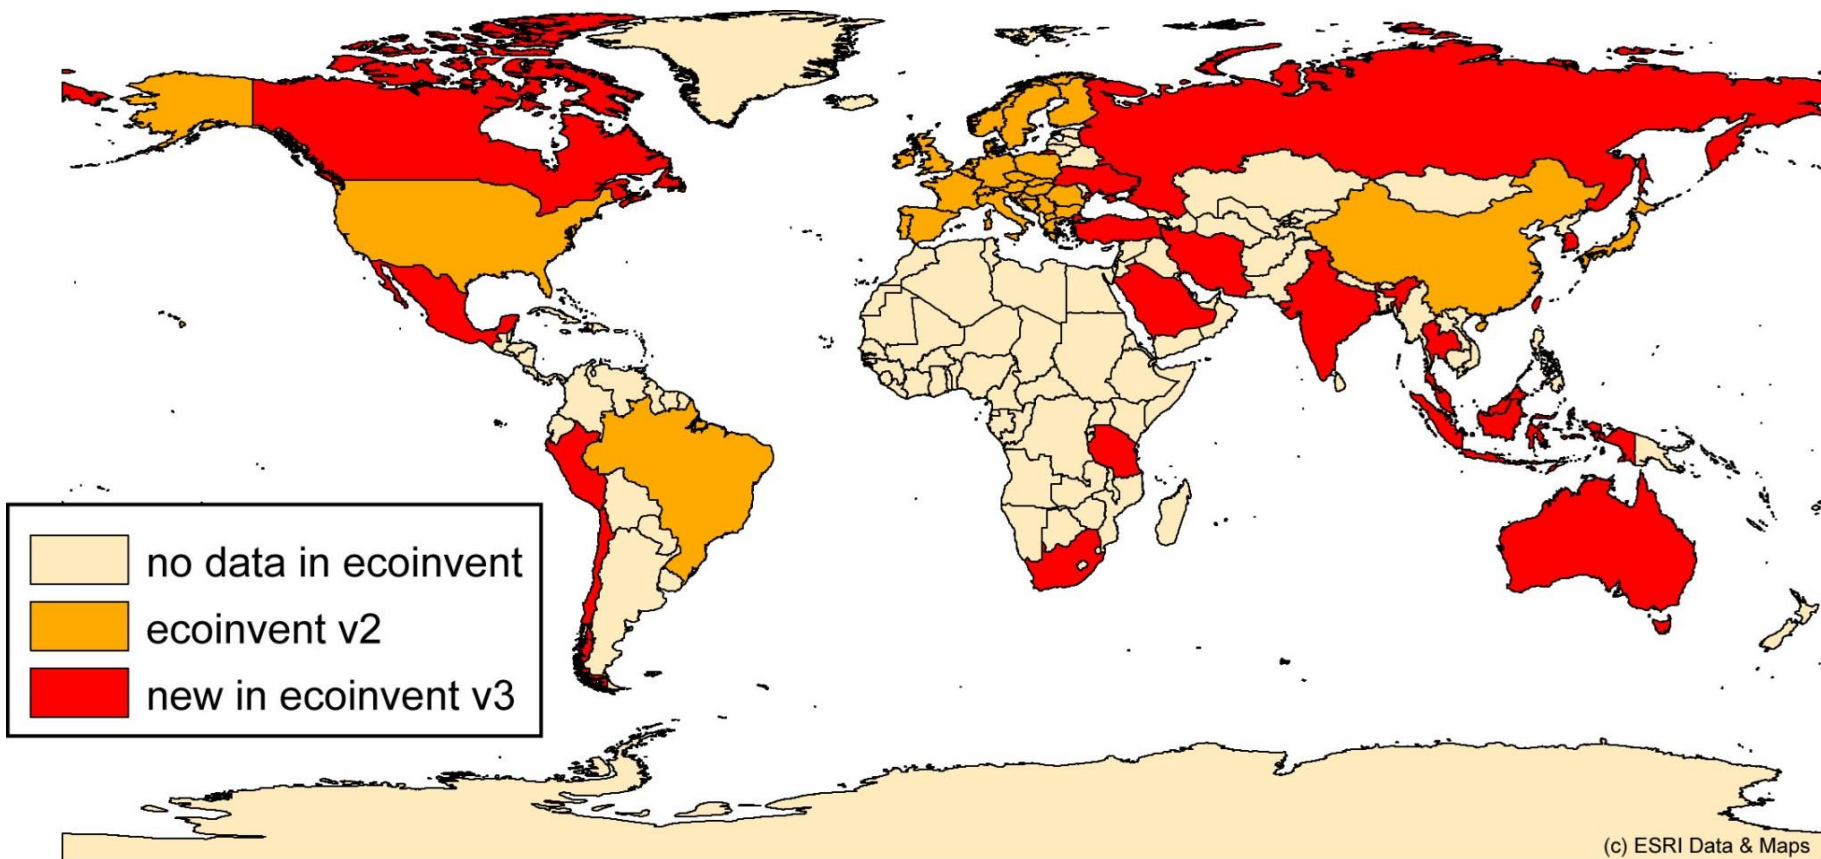 no data in ecoinvent
ecoinvent v2
new in ecoinvent v3
(c) ESRI Data & Maps